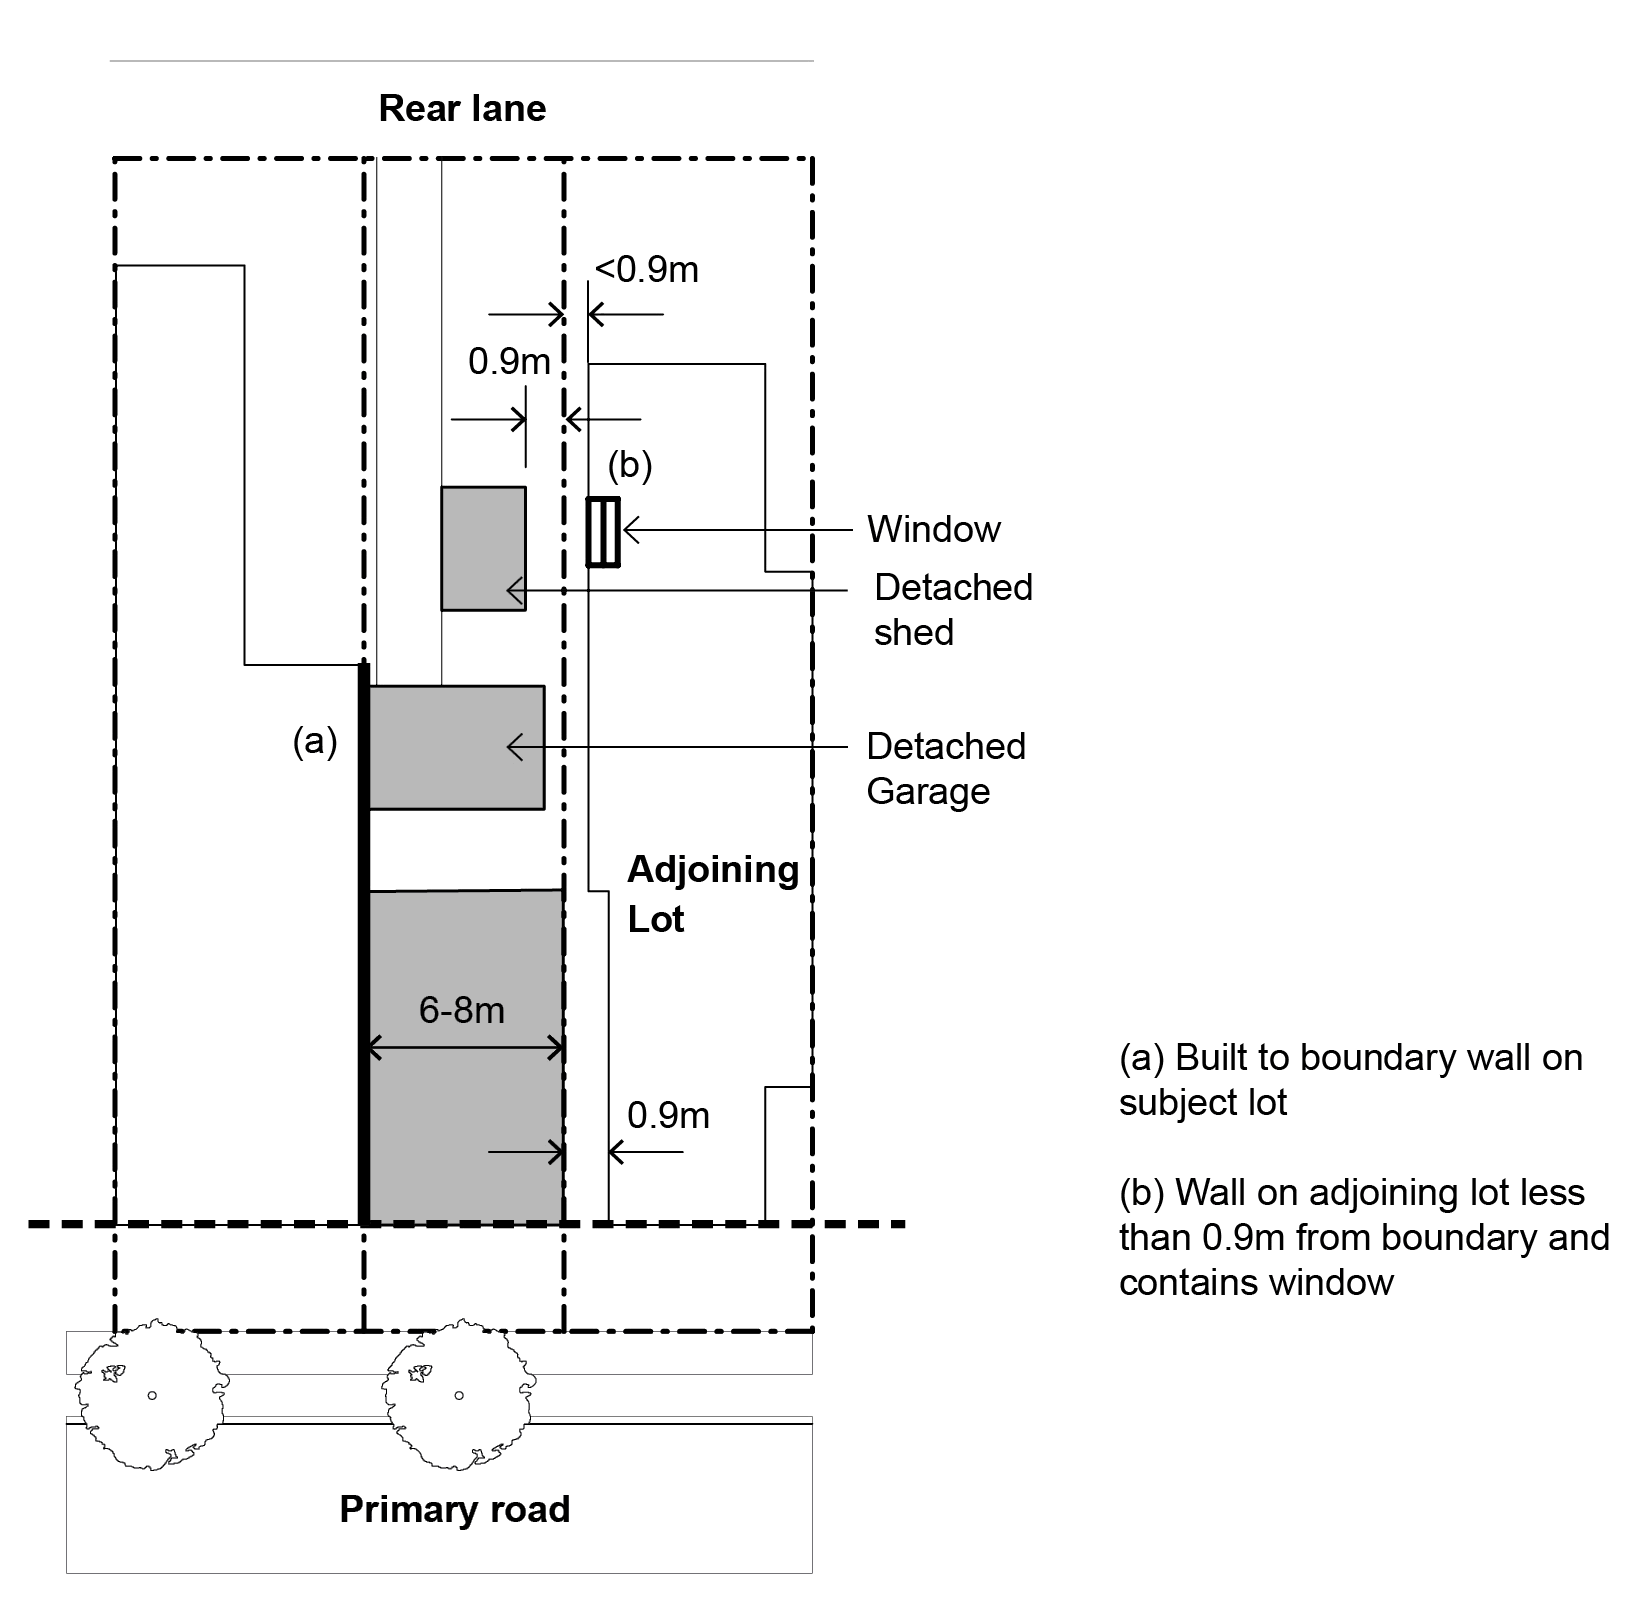 Rear lane
<0.9m
0.9m
(b)
Window
Detached
shed
(a)
Detached
Garage
Adjoining
Lot
6-8m
0.9m
(a) Built to boundary wall on
subject lot
(b) Wall on adjoining lot less
than 0.9m from boundary and
contains window
Primary road